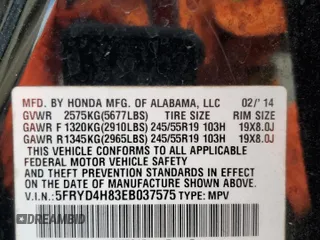 MFD. BY HONDA MFG. OF ALABAMA, LLC 02/'14
GVWR 2575KG(5677LBS) TIRE SIZE RIM SIZE
GAWR F 1320KG(2910LBS) 245/55R19 103H 19X8.0J
GAWR R1345KG(2965LBS) 245/55R19 103H 19X8.0J
THIS VEHICLE CONFORMS TO ALL APPLICABLE
FEDERAL MOTOR VEHICLE SAFETY
AND THEFT PREVENTION STANDARDS IN EFFECT
ON THE DATE OF MANUFACTURE SHOWN ABOVE.
V.I.N.:5FRYD4H83EB037575 TYPE: MPV
DREAMBID